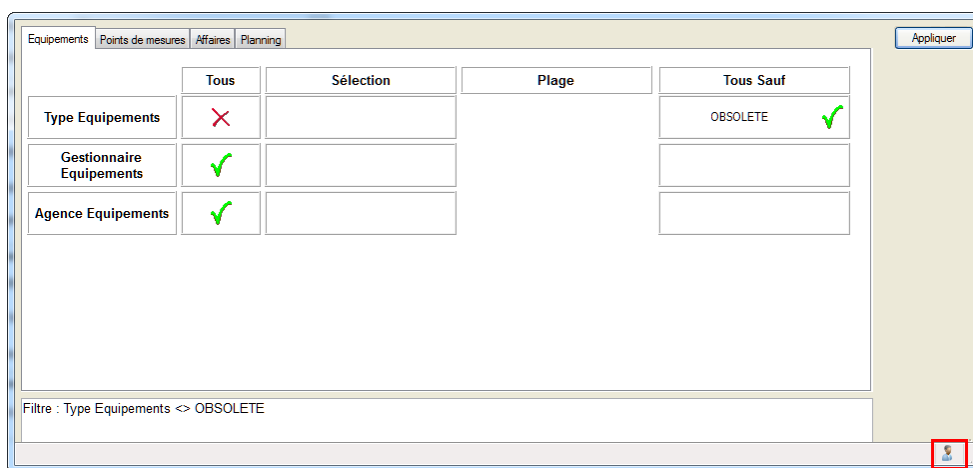 Equipements Points de mesures Affaires Planning
Appliquer
Tous Sélection Plage Tous Sauf
Type Equipements OBSOLETE
Gestionnaire
Equipements
Agence Equipements
Filtre : Type Equipements <> OBSOLETE